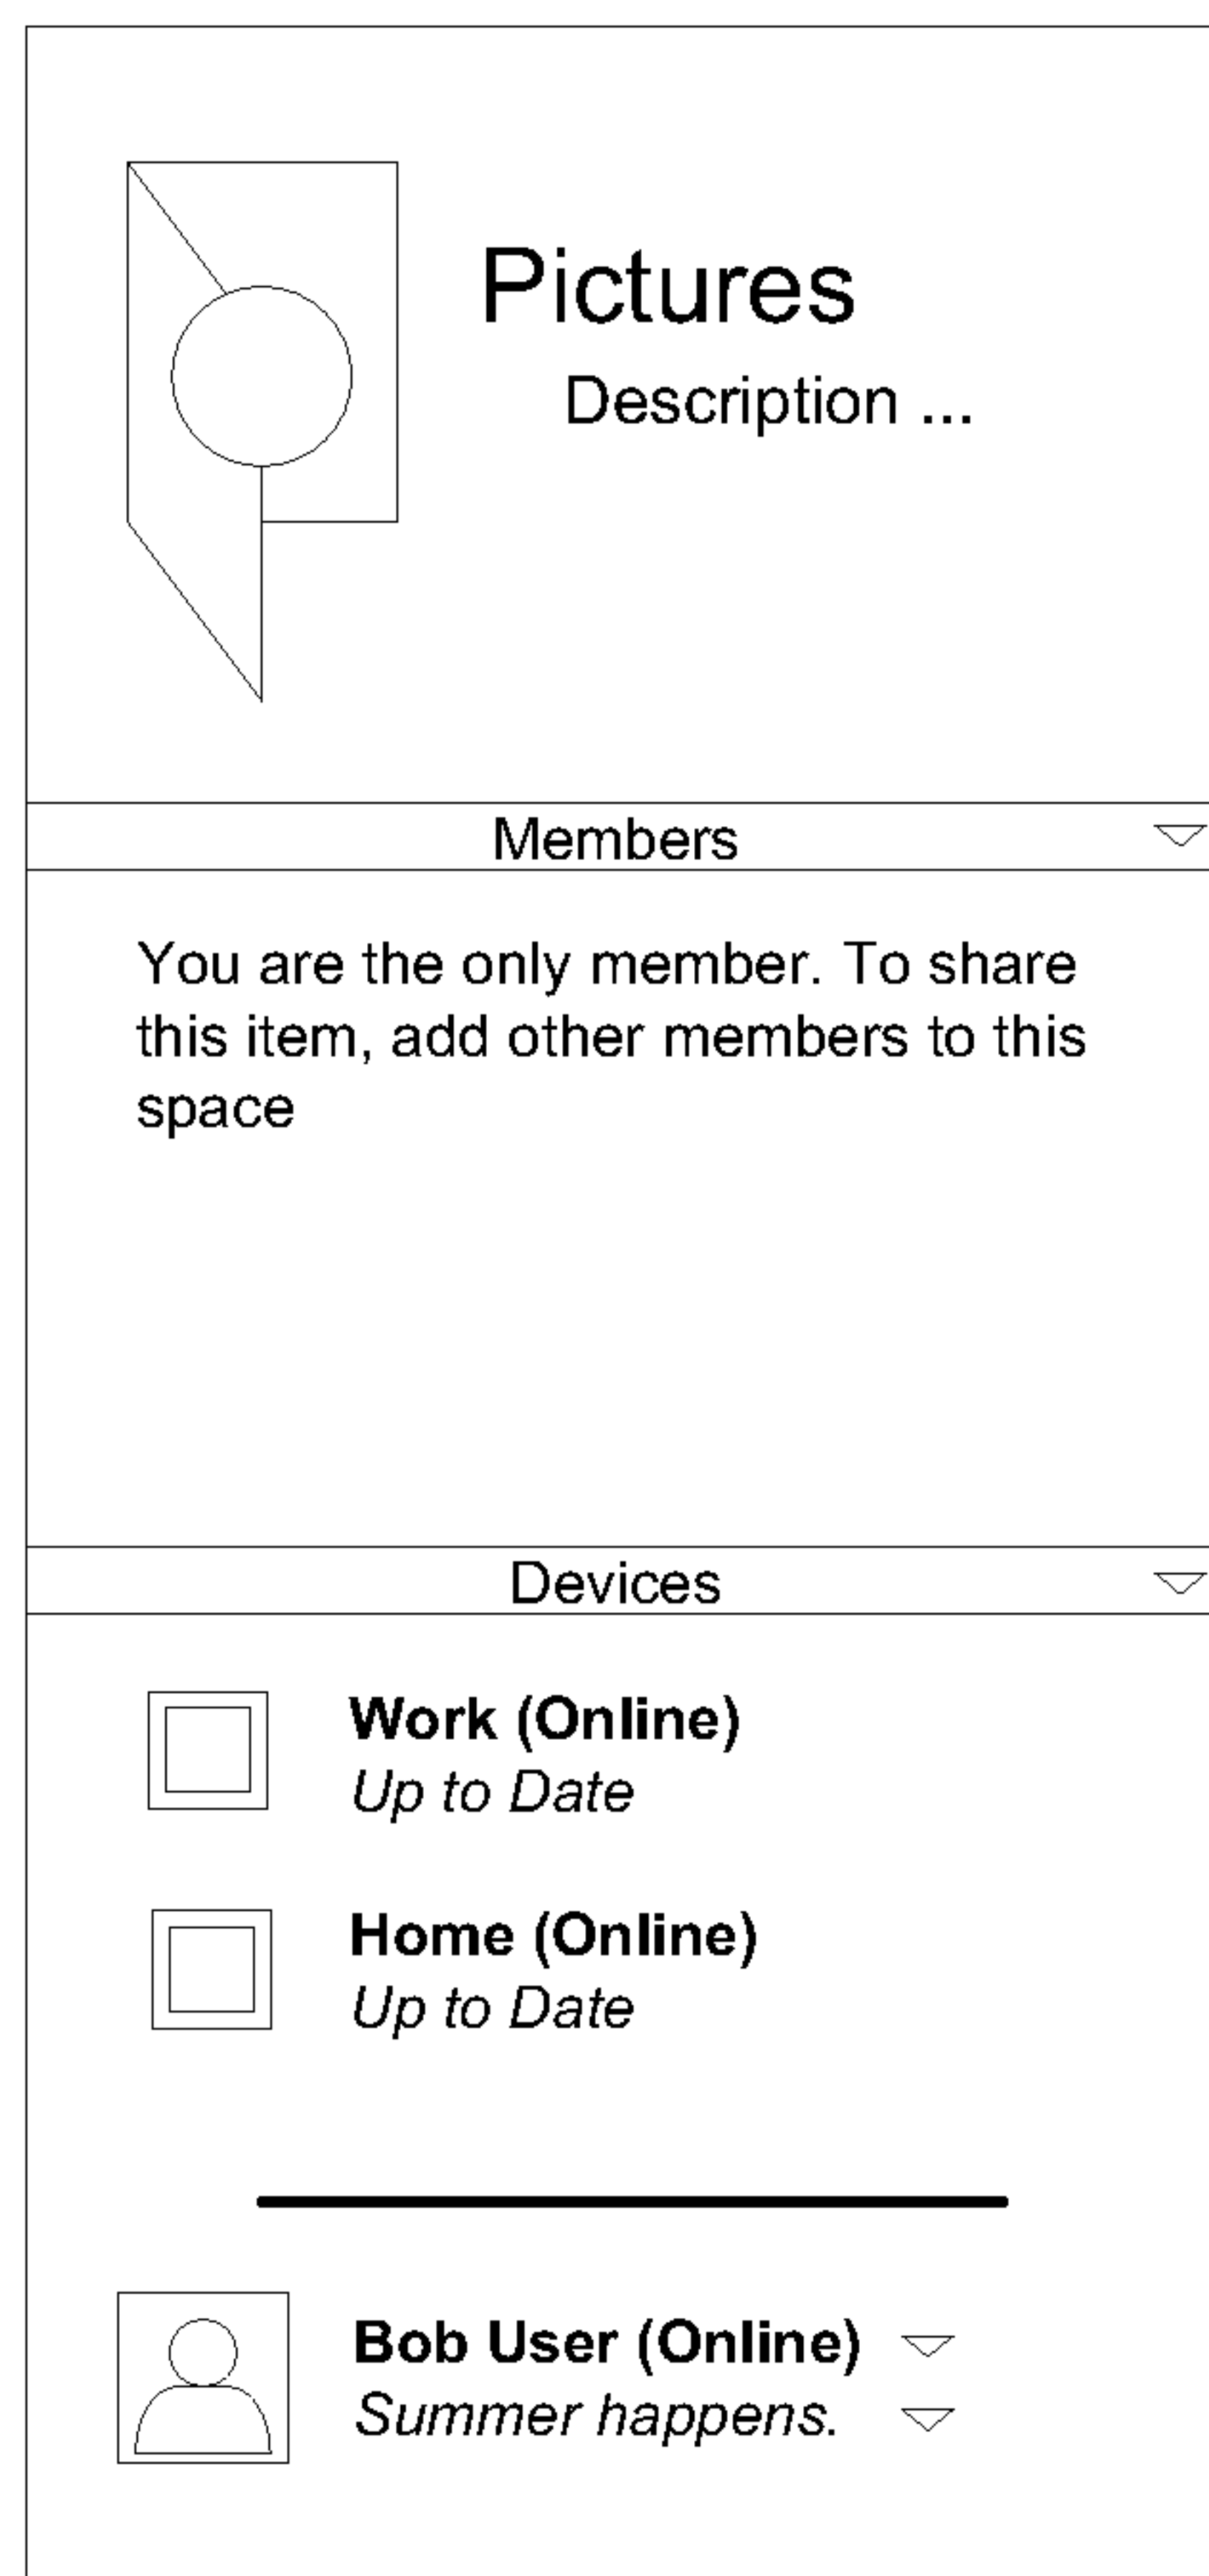 Pictures
Description ...
Members
You are the only member. To share
this item, add other members to this
space
Devices
Work (Online)
Up to Date
Home (Online)
Up to Date
Bob User (Online)
Summer happens.